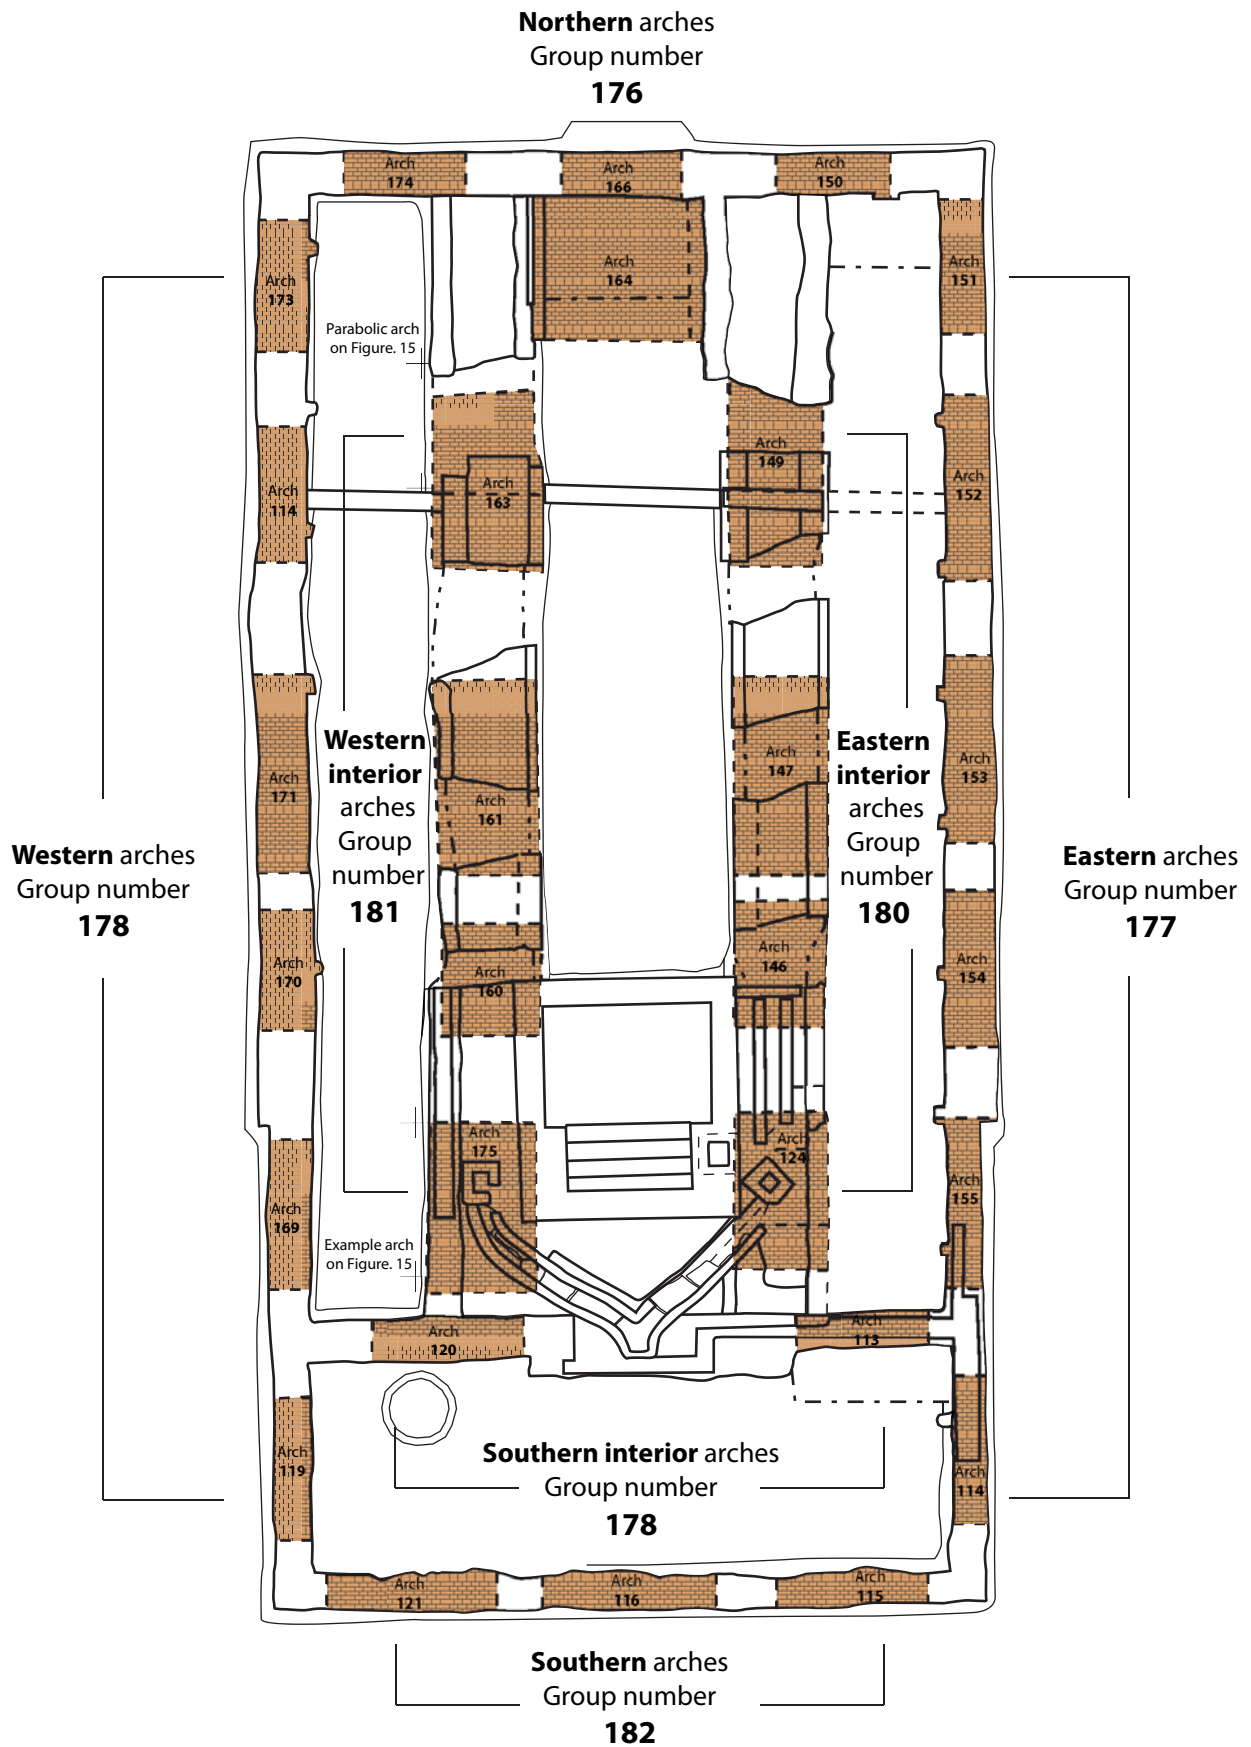 Northern arches
Group number
176
Arch
174
Arch
166
Arch
150
Arch
173
Arch
164
Arch
151
Parabolic arch
on Figure. 15
Arch
149
Arch
114
Arch
163
Arch
152
Western
interior
arches
Group
number
181
Eastern
interior
arches
Group
number
180
Arch
171
Arch
161
Arch
147
Arch
153
Western arches
Group number
178
Eastern arches
Group number
177
Arch
170
Arch
160
Arch
146
Arch
154
Arch
175
Arch
124
Arch
155
Arch
169
Example arch
on Figure. 15
Arch
120
Arch
113
Arch
119
Southern interior arches
Group number
178
Arch
114
Arch
121
Arch
116
Arch
115
Southern arches
Group number
182